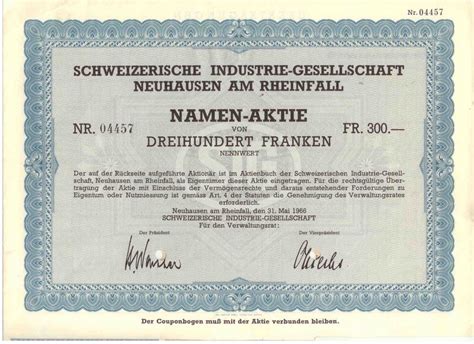 Nr. 04457
SCHWEIZERISCHE INDUSTRIE-GESELLSCHAFT
NEUHAUSEN AM RHEINFALL
NAMEN-AKTIE
NR. 04457 VON FR. 300.—
DREIHUNDERT FRANKEN
NENNWERT
Der auf der Rückseite aufgeführte Aktionär ist im Aktienbuch der Schweizerischen Industrie-Gesell-
schaft, Neuhausen am Rheinfall, als Eigentümer dieser Aktie eingetragen. Für die rechtsgültige Über-
tragung der Aktie mit Einschluss der Vermögensrechte und daraus entstehender Forderungen zu
Eigentum oder Nutzniessung ist gemäss Art. 4 der Statuten die Genehmigung des Verwaltungsrates
erforderlich.
Neuhausen am Rheinfall, den 31. Mai 1966
SCHWEIZERISCHE INDUSTRIE-GESELLSCHAFT
Für den Verwaltungsrat:
Der Präsident Der Vizepräsident
Der Couponbogen muß mit der Aktie verbunden bleiben.